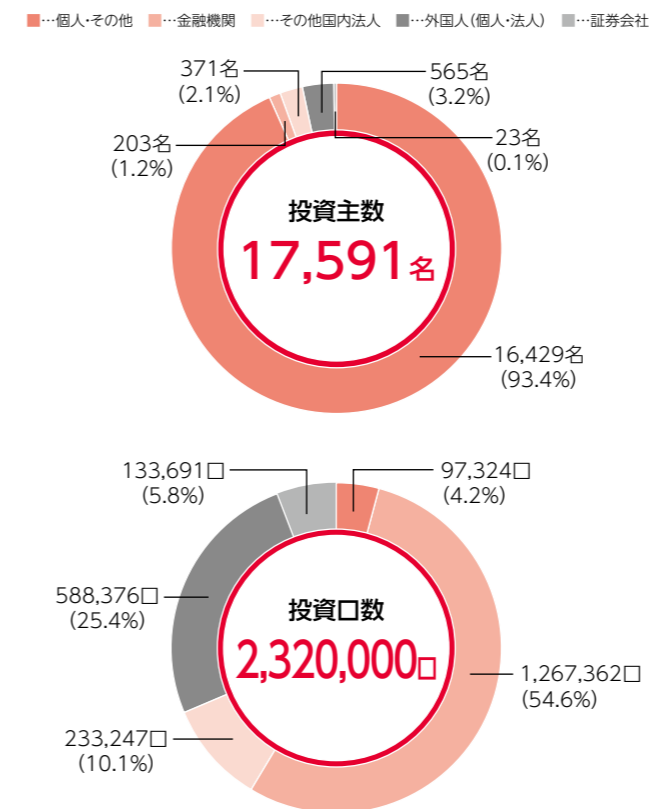 ■…個人・その他 ■…金融機関 ■…その他国内法人 ■…外国人（個人・法人） ■…証券会社
371名
(2.1%)
565名
(3.2%)
203名
(1.2%)
23名
(0.1%)
投資主数
17,591名
16,429名
(93.4%)
133,691口
(5.8%)
97,324口
(4.2%)
588,376口
(25.4%)
投資口数
2,320,000口
1,267,362口
(54.6%)
233,247口
(10.1%)